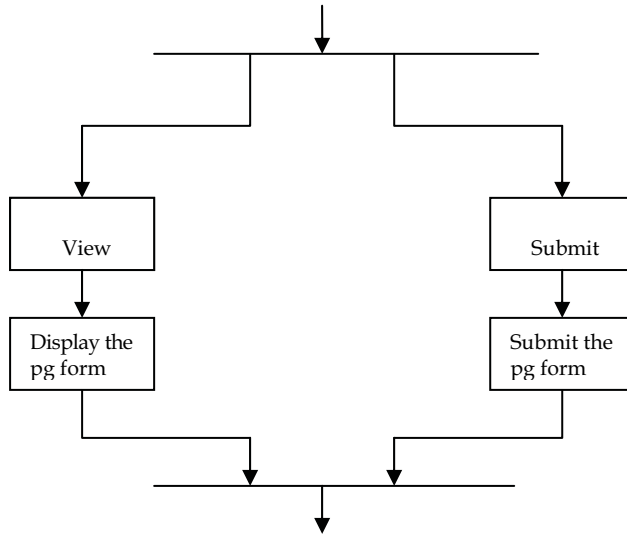 View
Submit
Display the
pg form
Submit the
pg form